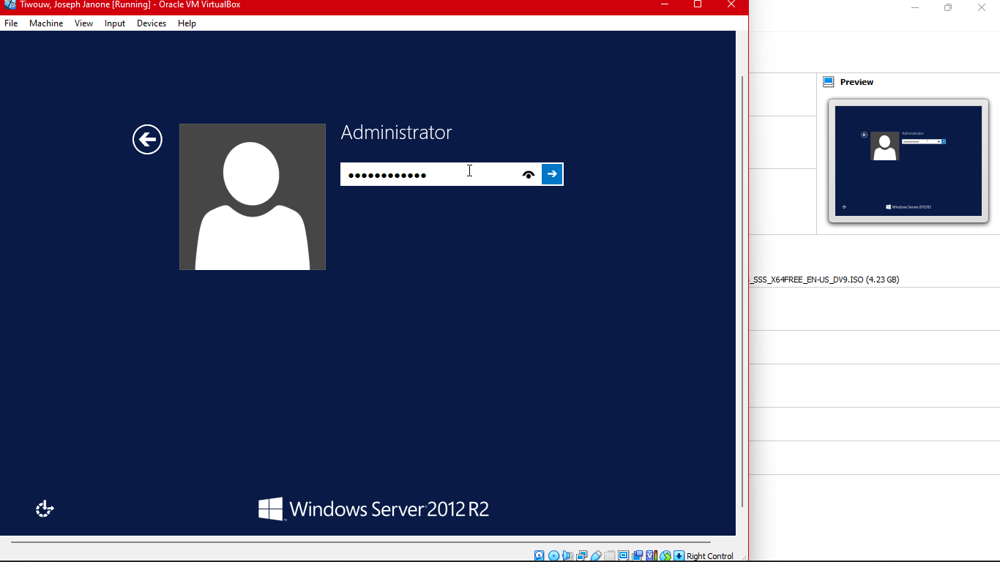 Tiwouw, Joseph Janone [Running] - Oracle VM VirtualBox
File Machine View Input Devices Help
Preview
Administrator
••••••••••••
Administrator
Windows Server 2012 R2
_SSS_X64FREE_EN-US_DV9.ISO (4.23 GB)
Windows Server 2012 R2
Right Control